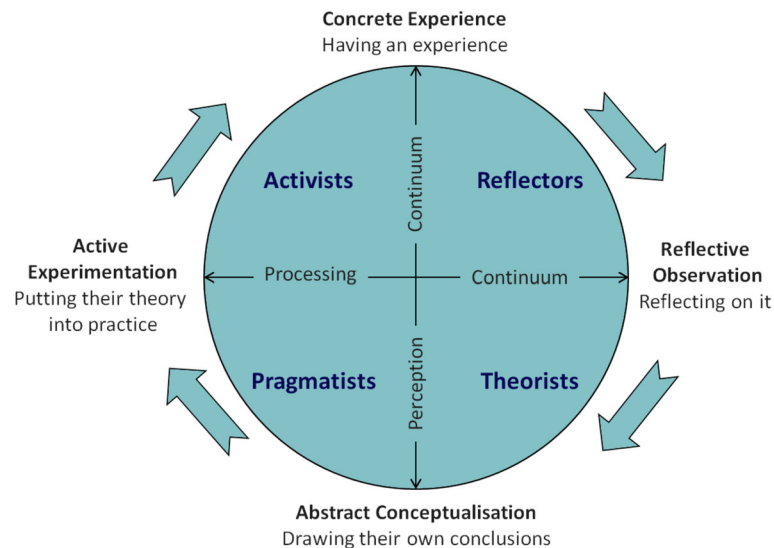 Concrete Experience
Having an experience
Continuum
Activists
Reflectors
Active
Experimentation
Putting their theory
into practice
Processing
Continuum
Reflective
Observation
Reflecting on it
Perception
Pragmatists
Theorists
Abstract Conceptualisation
Drawing their own conclusions